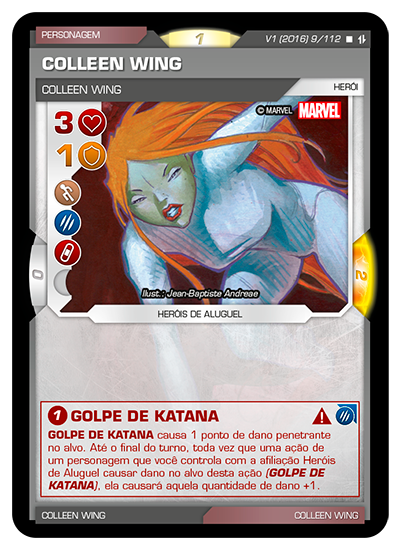 PERSONAGEM
1
V1 (2016) 9/112
COLLEEN WING
COLLEEN WING
HERÓI
© MARVEL MARVEL
3
1
0
2
Ilust.: Jean-Baptiste Andreae
HERÓIS DE ALUGUEL
1 GOLPE DE KATANA
GOLPE DE KATANA causa 1 ponto de dano penetrante
no alvo. Até o final do turno, toda vez que uma ação de
um personagem que você controla com a afiliação Heróis
de Aluguel causar dano no alvo desta ação (GOLPE DE
KATANA), ela causará aquela quantidade de dano +1.
COLLEEN WING
COLLEEN WING